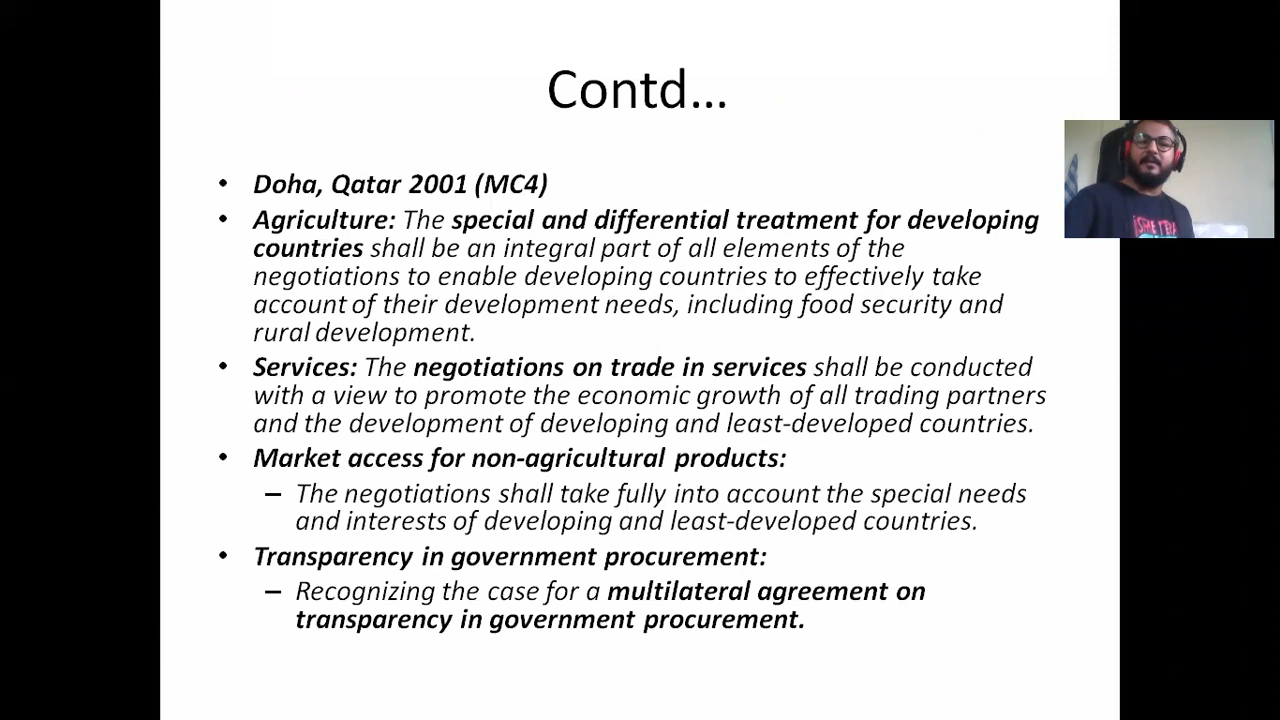 Contd...
• Doha, Qatar 2001 (MC4)
• Agriculture: The special and differential treatment for developing
countries shall be an integral part of all elements of the
negotiations to enable developing countries to effectively take
account of their development needs, including food security and
rural development.
• Services: The negotiations on trade in services shall be conducted
with a view to promote the economic growth of all trading partners
and the development of developing and least-developed countries.
• Market access for non-agricultural products:
– The negotiations shall take fully into account the special needs
and interests of developing and least-developed countries.
• Transparency in government procurement:
– Recognizing the case for a multilateral agreement on
transparency in government procurement.